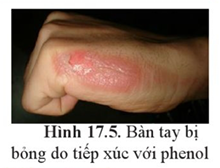 Hình 17.5. Bàn tay bị
bỏng do tiếp xúc với phenol